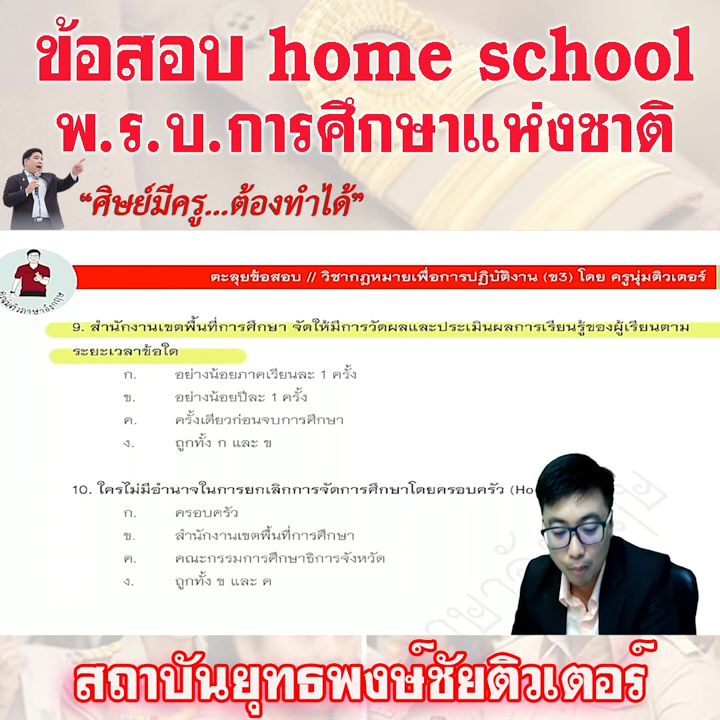 ข้อสอบ home school
พ.ร.บ.การศึกษาแห่งชาติ
“ศิษย์มีครู...ต้องทำได้”
ตะลุยข้อสอบ // วิชากฎหมายเพื่อการปฏิบัติงาน (ข3) โดย ครูนุ่มติวเตอร์
9. สำนักงานเขตพื้นที่การศึกษา จัดให้มีการวัดผลและประเมินผลการเรียนรู้ของผู้เรียนตาม
ระยะเวลาข้อใด
ก. อย่างน้อยภาคเรียนละ 1 ครั้ง
ข. อย่างน้อยปีละ 1 ครั้ง
ค. ครั้งเดียวก่อนจบการศึกษา
ง. ถูกทั้ง ก และ ข
10. ใครไม่มีอำนาจในการยกเลิกการจัดการศึกษาโดยครอบครัว (Ho
ก. ครอบครัว
ข. สำนักงานเขตพื้นที่การศึกษา
ค. คณะกรรมการศึกษาธิการจังหวัด
ง. ถูกทั้ง ข และ ค
สถาบันยุทธพงษ์ชัยติวเตอร์